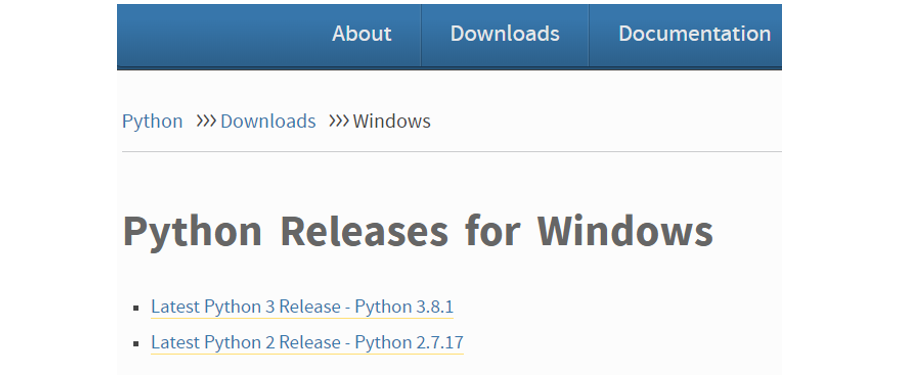 About Downloads Documentation
Python >>> Downloads >>> Windows
Python Releases for Windows
Latest Python 3 Release - Python 3.8.1
Latest Python 2 Release - Python 2.7.17